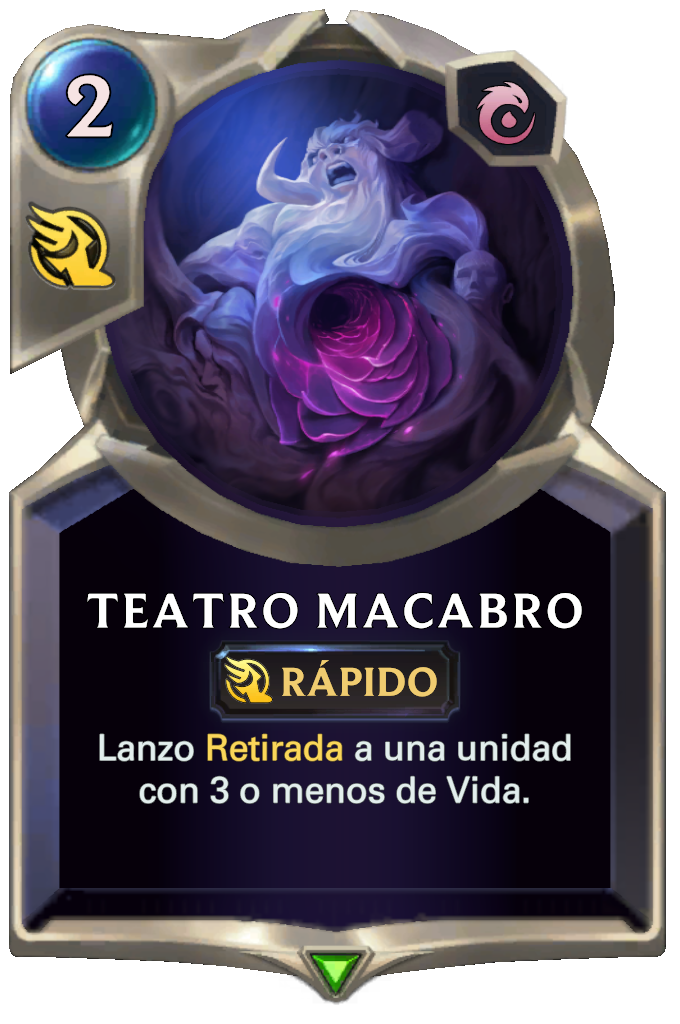 2
TEATRO MACABRO
RÁPIDO
Lanzo Retirada a una unidad
con 3 o menos de Vida.